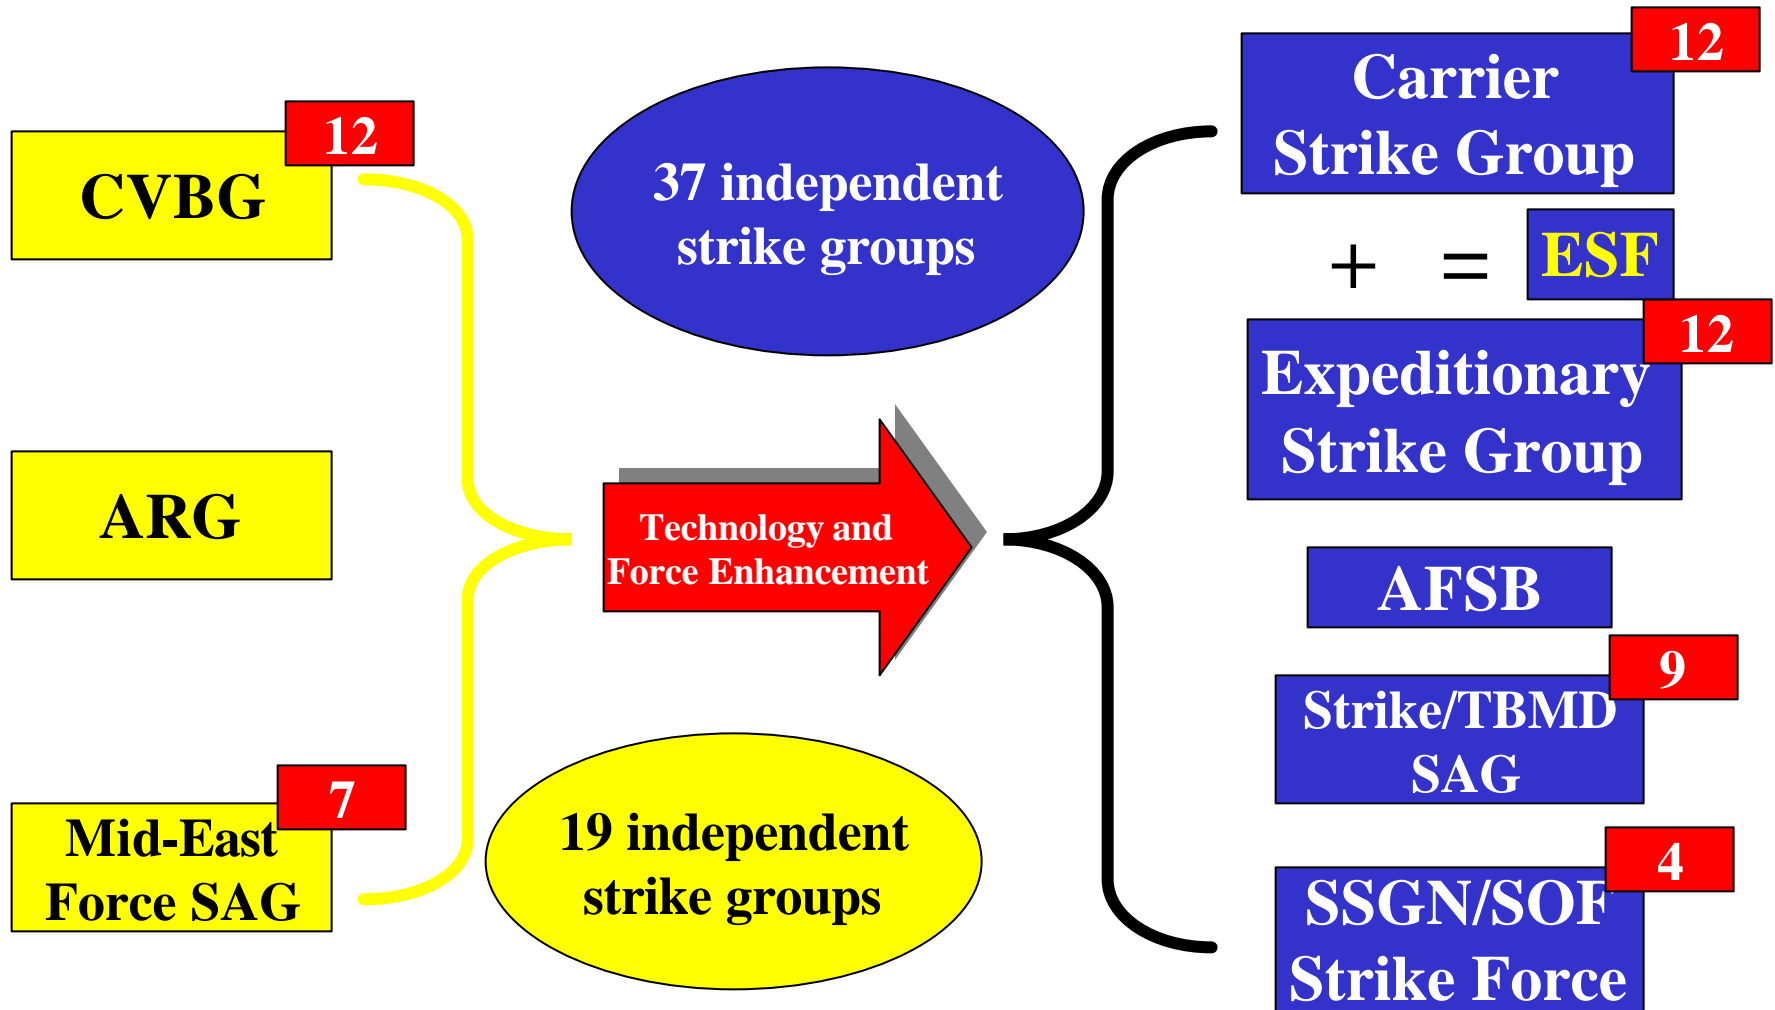 12
CVBG
ARG
7
Mid-East
Force SAG
37 independent
strike groups
Technology and
Force Enhancement
19 independent
strike groups
12
Carrier
Strike Group
+ = ESF
12
Expeditionary
Strike Group
AFSB
9
Strike/TBMD
SAG
4
SSGN/SOF
Strike Force